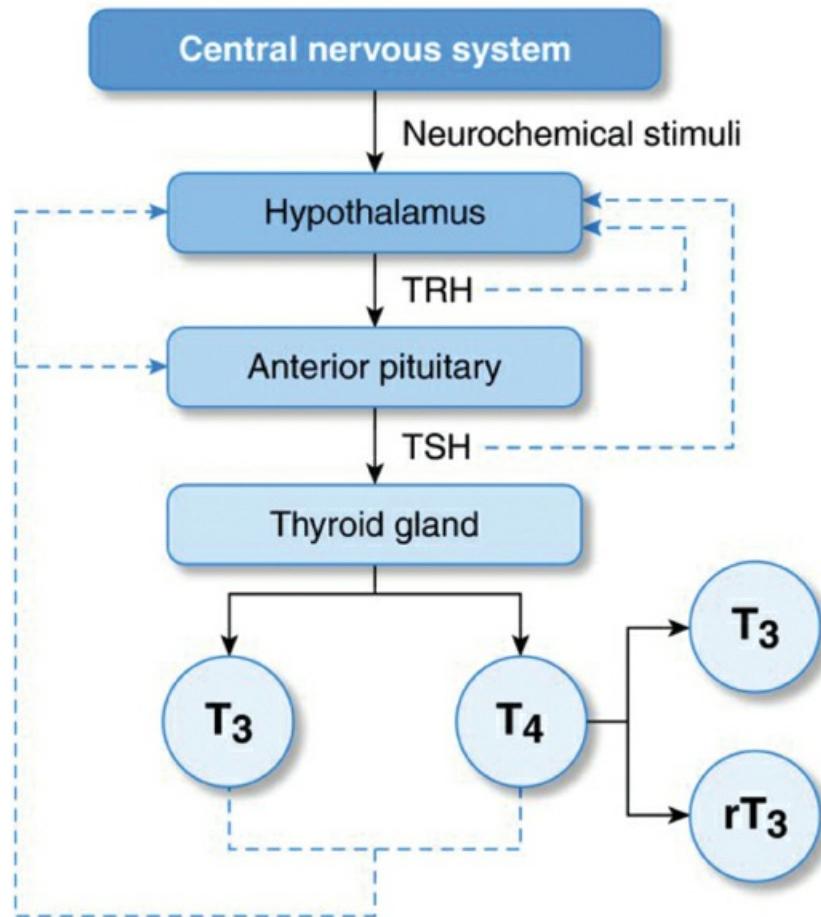 Central nervous system
Neurochemical stimuli
Hypothalamus
TRH
Anterior pituitary
TSH
Thyroid gland
T₃
T₃
T₄
rT₃